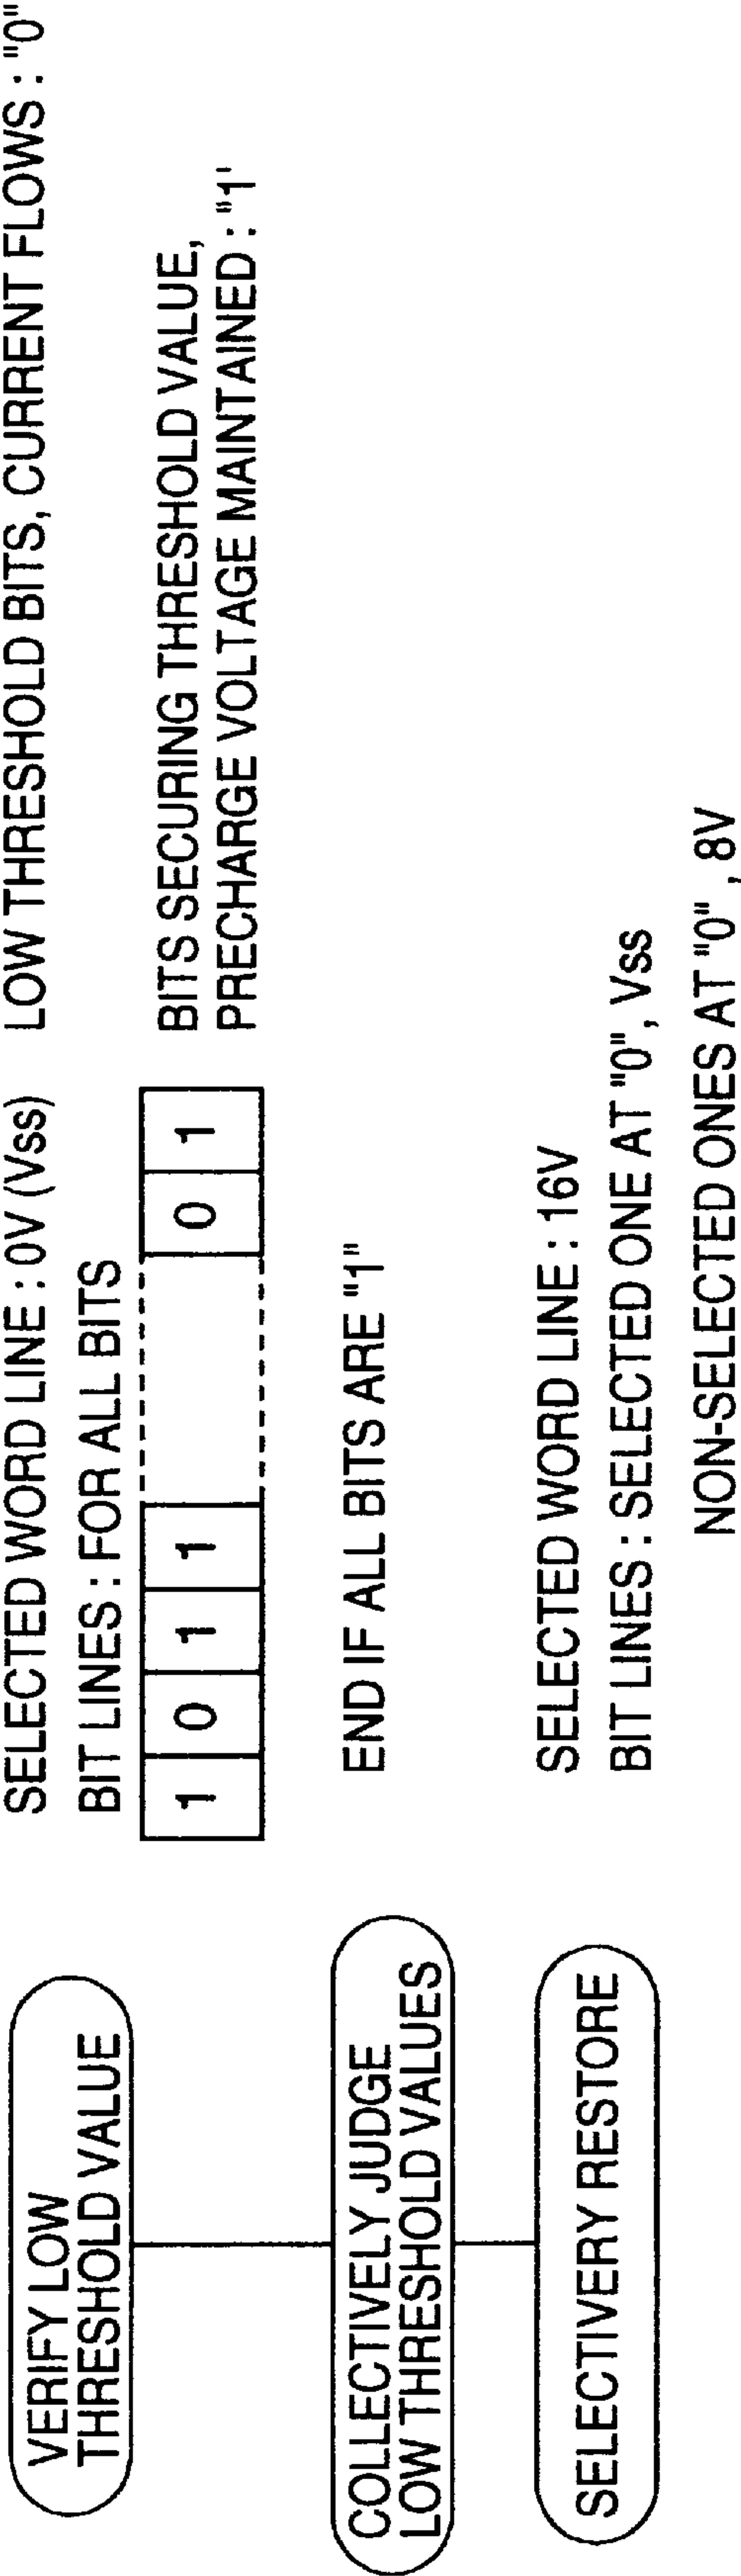 VERIFY LOW
THRESHOLD VALUE
SELECTED WORD LINE : 0V (Vss)
BIT LINES : FOR ALL BITS
1 0 1 1 0 1
LOW THRESHOLD BITS, CURRENT FLOWS : "0"
BITS SECURING THRESHOLD VALUE,
PRECHARGE VOLTAGE MAINTAINED : "1'
COLLECTIVELY JUDGE
LOW THRESHOLD VALUES
END IF ALL BITS ARE "1"
SELECTIVERY RESTORE
SELECTED WORD LINE : 16V
BIT LINES : SELECTED ONE AT "0", Vss
NON-SELECTED ONES AT "0" , 8V